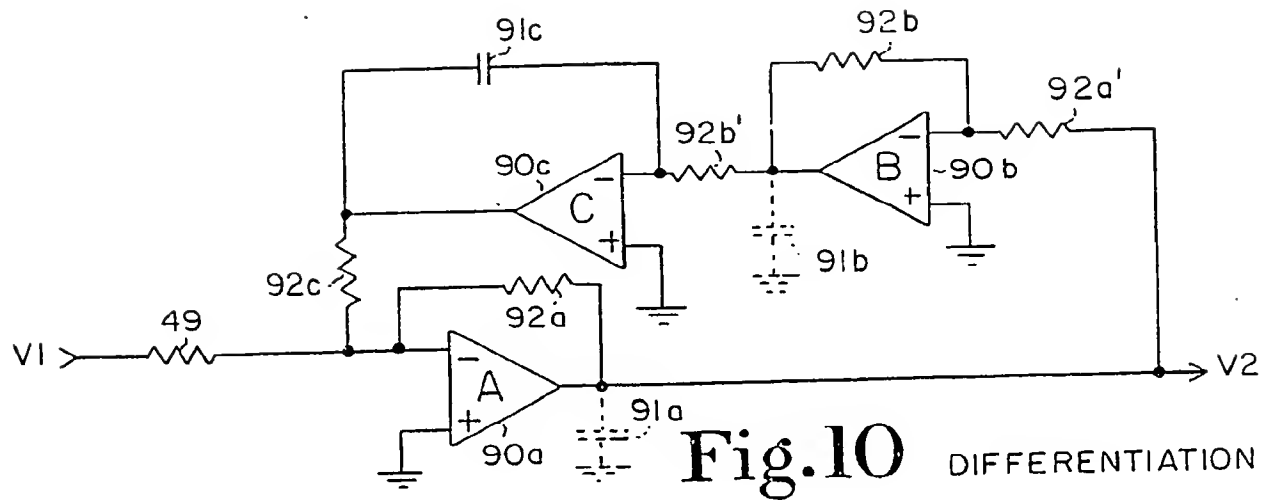 91c
92b
92a'
92b'
90c
−
C
+
−
B
+
90b
91b
92c
92a
49
V1
−
A
+
90a
91a
V2
Fig.10 DIFFERENTIATION